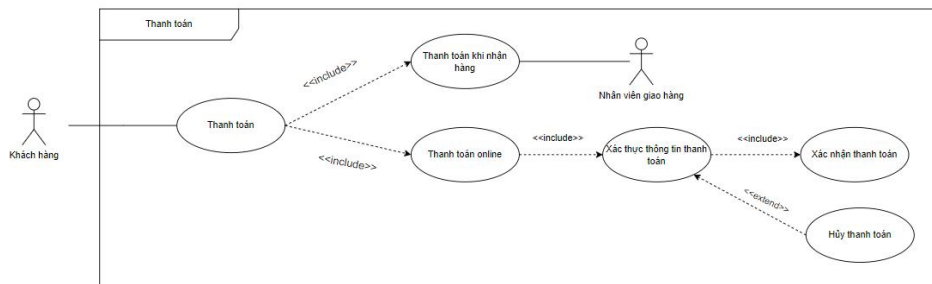 Thanh toán
Thanh toán khi nhận
hàng
<<include>>
Nhân viên giao hàng
Khách hàng
Thanh toán
<<include>>
Thanh toán online
<<include>>
Xác thực thông tin thanh
toán
<<include>>
Xác nhận thanh toán
<<extend>>
Hủy thanh toán